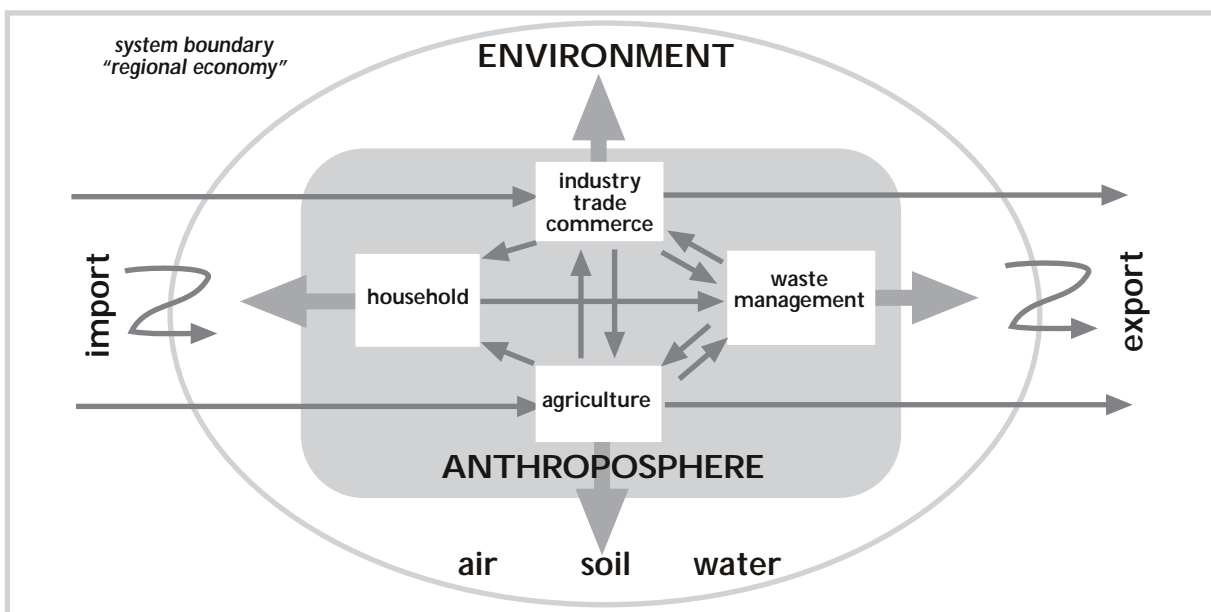 system boundary
“regional economy”
ENVIRONMENT
industry
trade
commerce
import
household
waste
management
export
agriculture
ANTHROPOSPHERE
air soil water